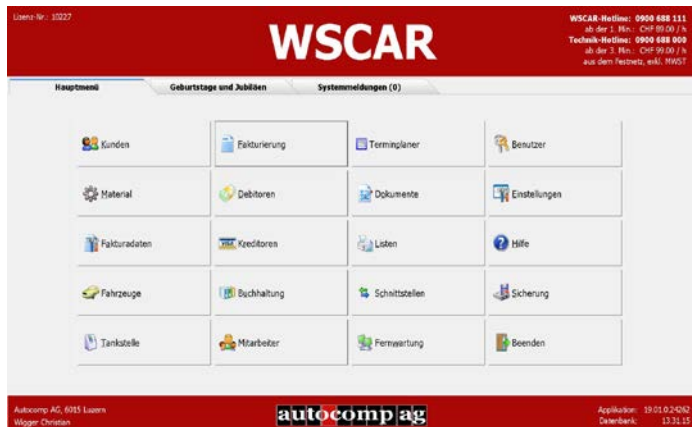 Lisenz-Nr.: 10227
WSCAR
WSCAR-Hotline: 0900 688 111
ab der 1. Min.: CHF 89.00 / h
Technik-Hotline: 0900 688 000
ab der 3. Min.: CHF 99.00 / h
aus dem Festnetz, exkl. MWST
Hauptmenü Geburtstage und Jubiläen Systemmeldungen (0)
Kunden Fakturierung Terminplaner Benutzer
Material Debitoren Dokumente Einstellungen
Fakturadaten Kreditoren Listen Hilfe
Fahrzeuge Buchhaltung Schnittstellen Sicherung
Tankstelle Mitarbeiter Fernwartung Beenden
Autocomp AG, 6015 Luzern
Wigger Christian
autocomp ag
Applikation: 19.01.0.24262
Datenbank: 13.31.15